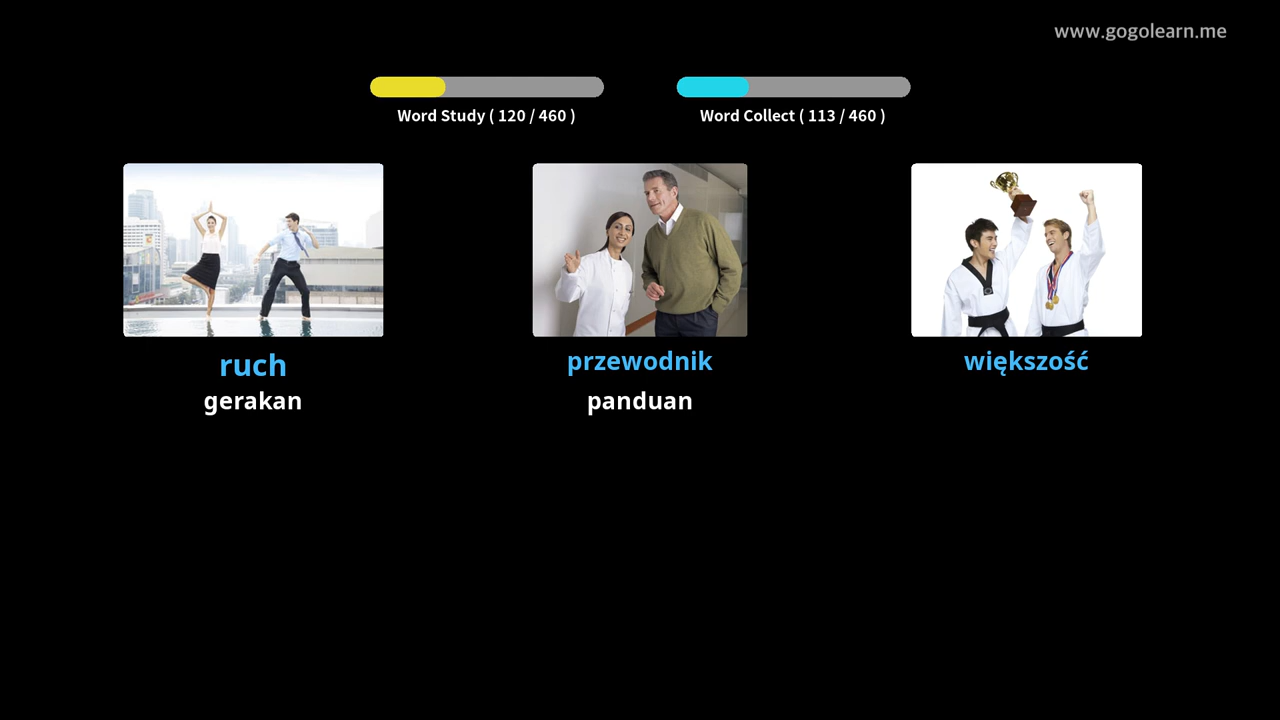 www.gogolearn.me
Word Study ( 120 / 460 )
Word Collect ( 113 / 460 )
ruch
gerakan
przewodnik
panduan
większość